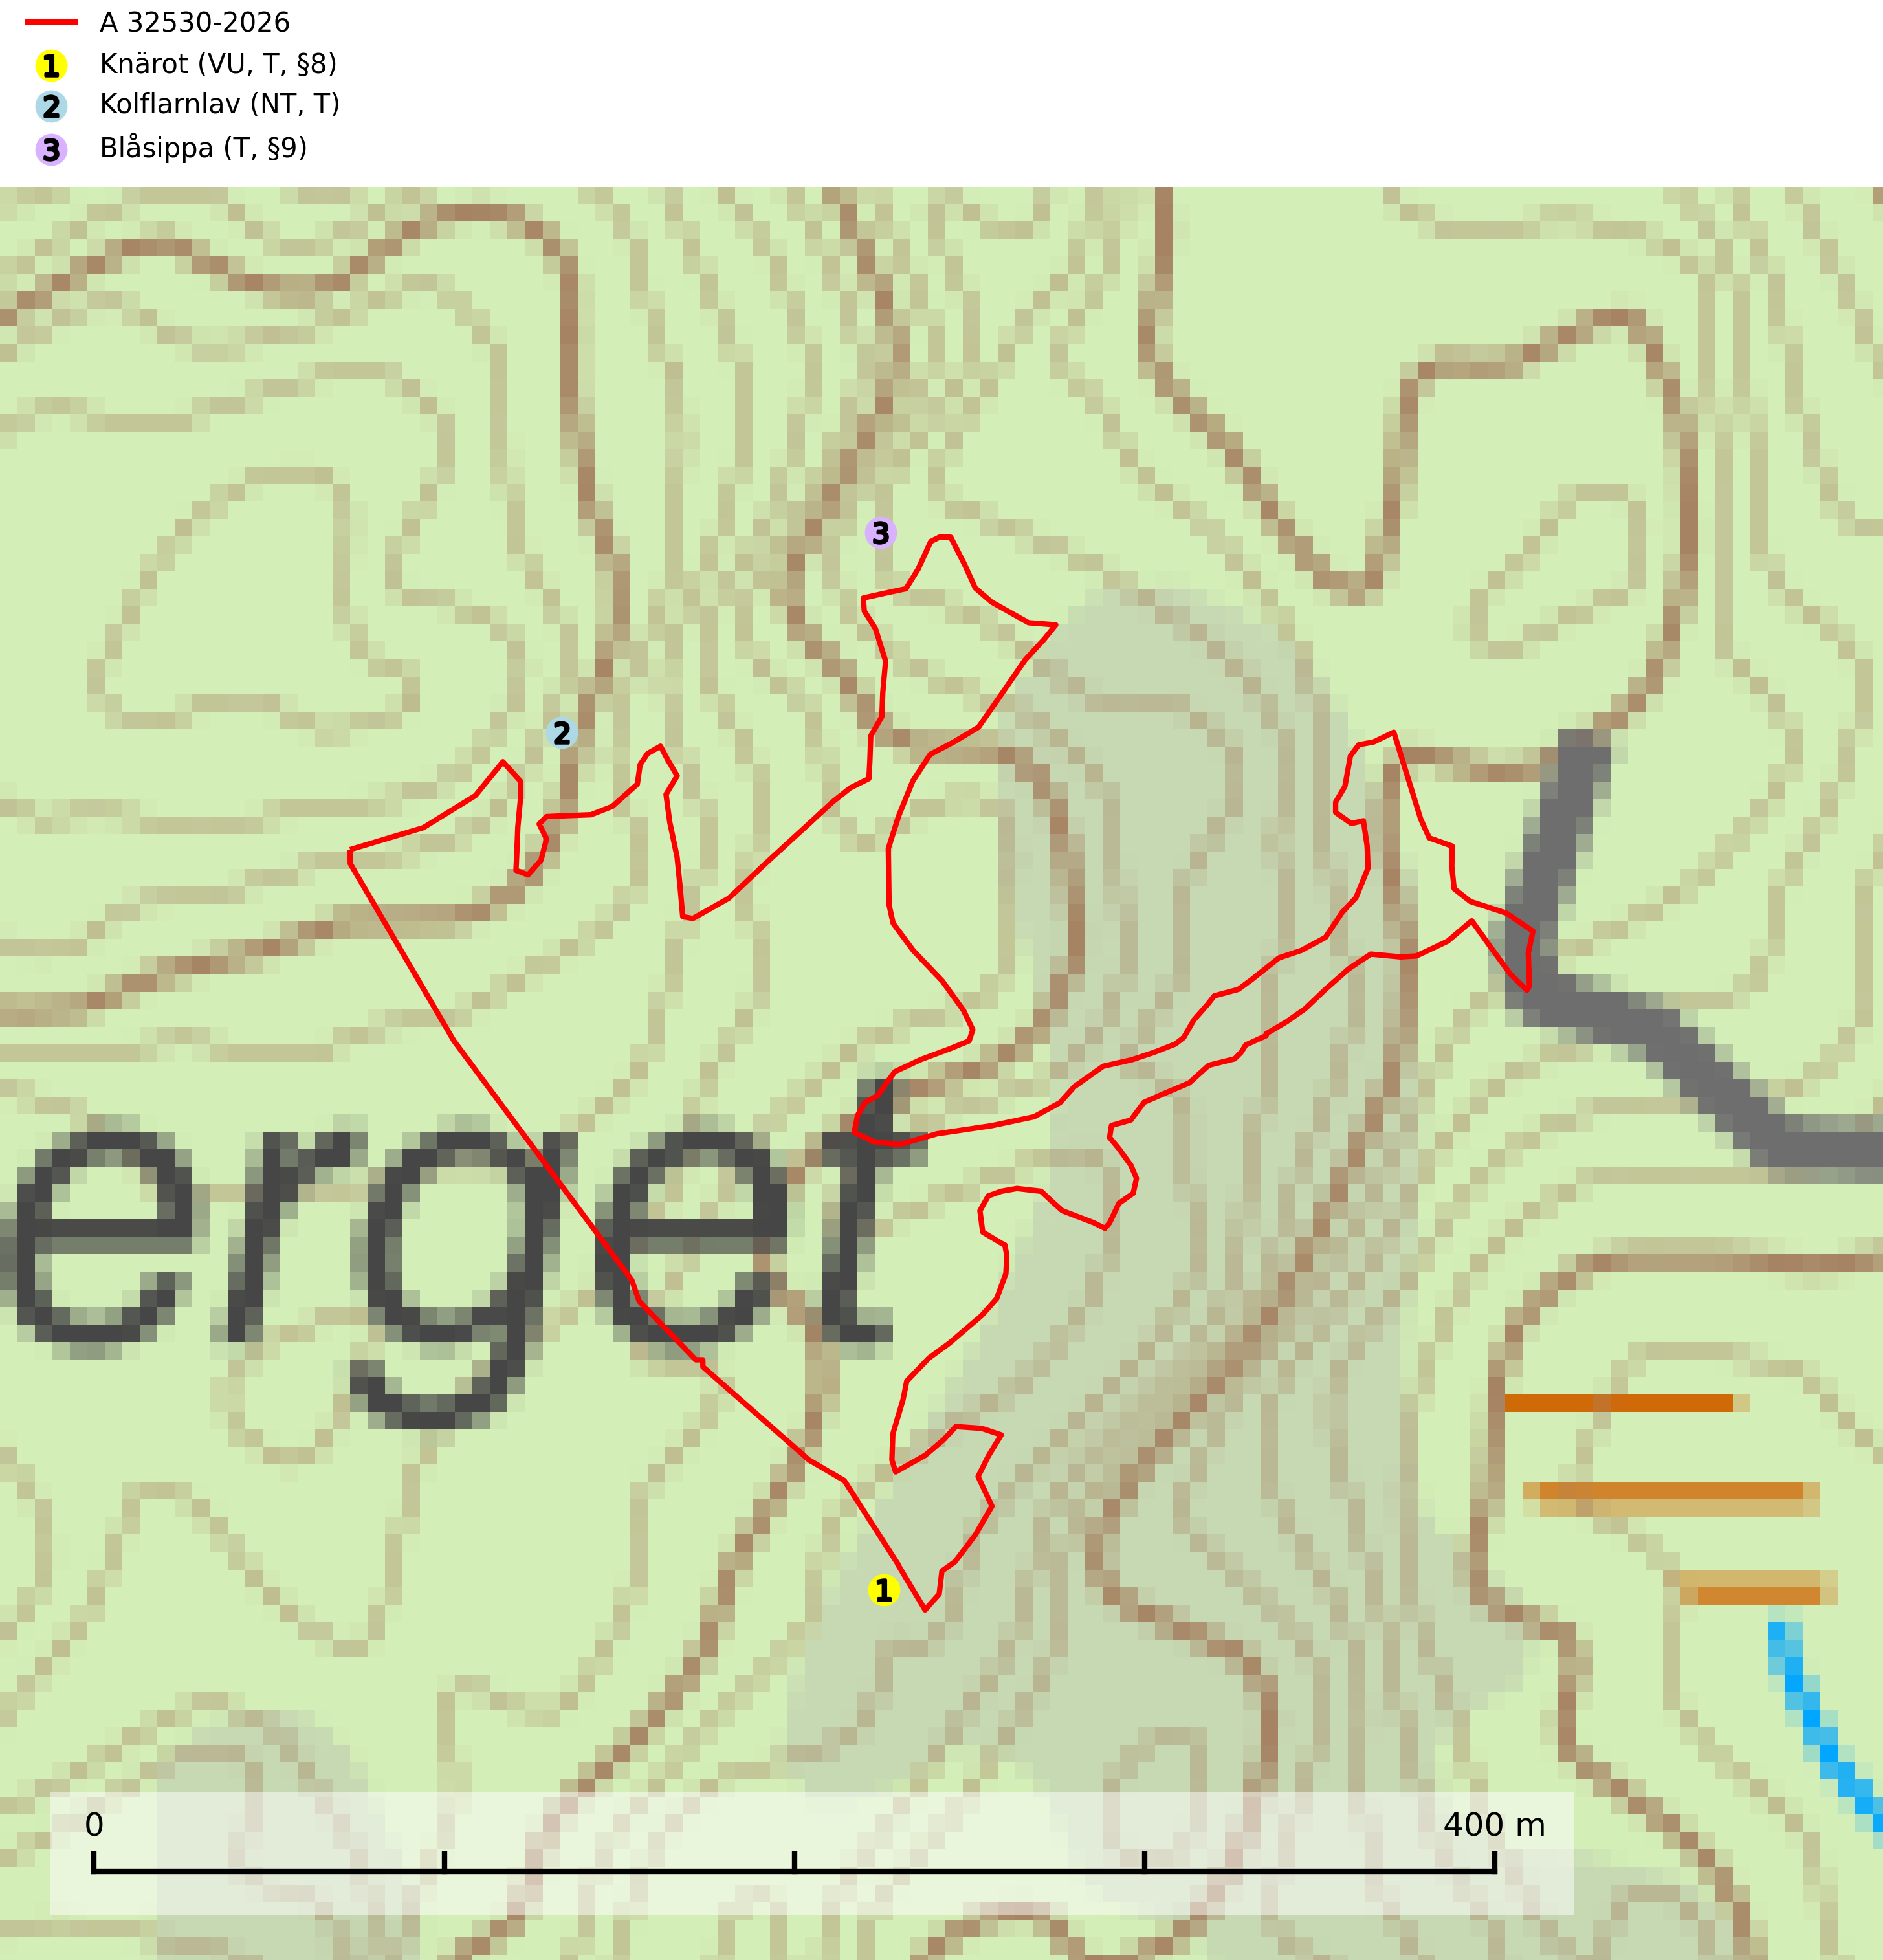 A 32530-2026
1 Knärot (VU, T, §8)
2 Kolflarnlav (NT, T)
3 Blåsippa (T, §9)
3
2
erget
1
0 400 m